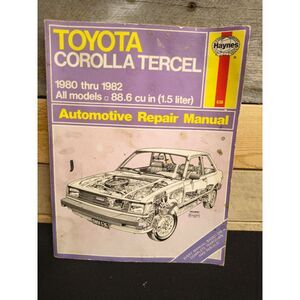 TOYOTA
COROLLA TERCEL
Haynes
1980 thru 1982
All models □ 88.6 cu in (1.5 liter)
Automotive Repair Manual